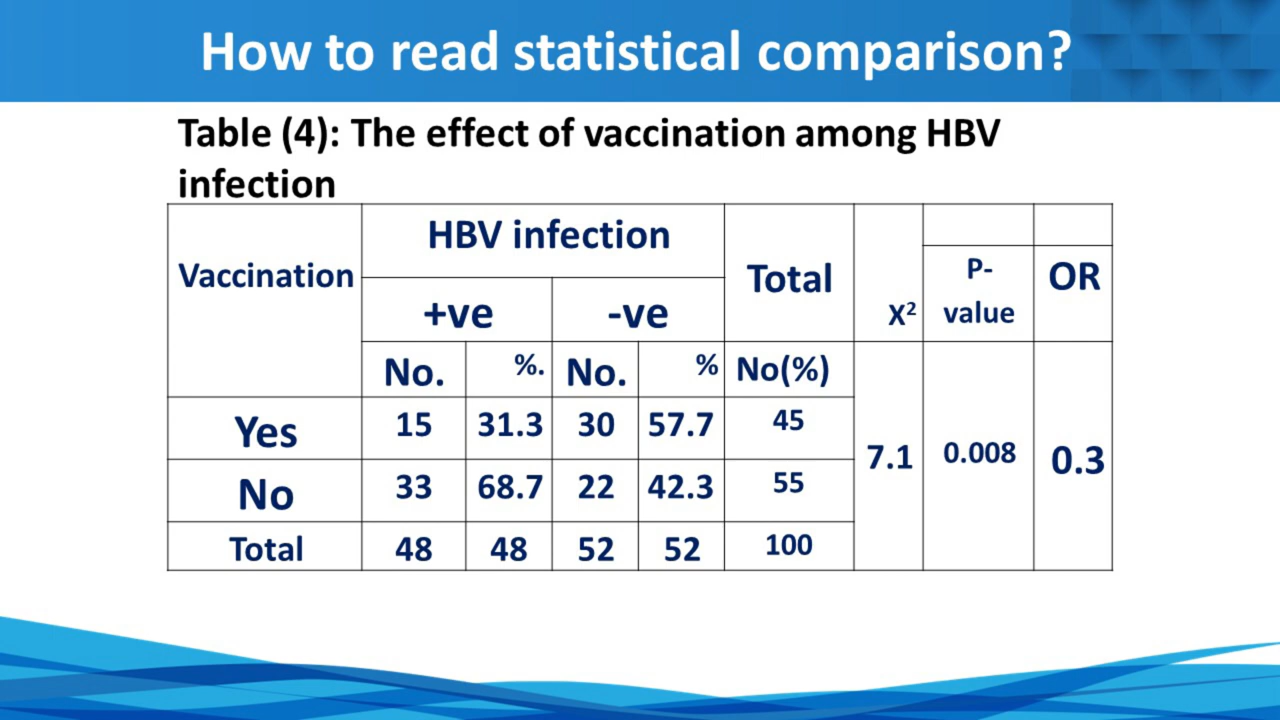 How to read statistical comparison?
Table (4): The effect of vaccination among HBV
infection
Vaccination HBV infection Total X² P-value OR
+ve -ve
No. %. No. % No(%)
Yes 15 31.3 30 57.7 45 7.1 0.008 0.3
No 33 68.7 22 42.3 55
Total 48 48 52 52 100